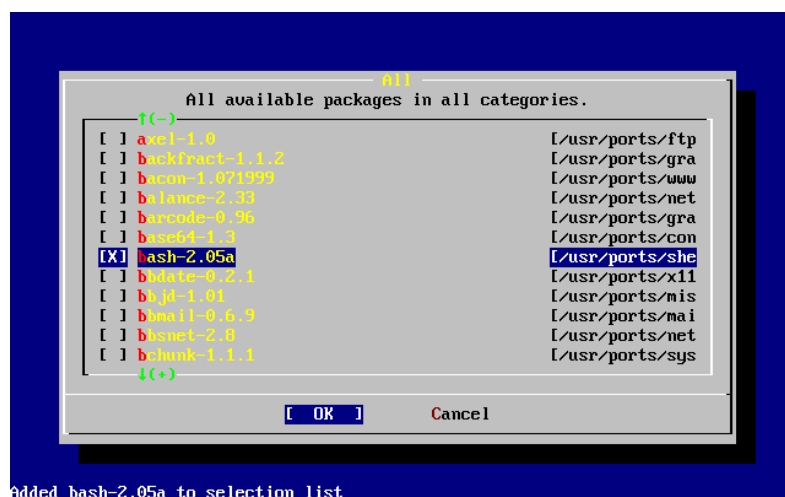 All
All available packages in all categories.
↑(-)
[ ] axel-1.0 [/usr/ports/ftp
[ ] backfract-1.1.2 [/usr/ports/gra
[ ] bacon-1.071999 [/usr/ports/www
[ ] balance-2.33 [/usr/ports/net
[ ] barcode-0.96 [/usr/ports/gra
[ ] base64-1.3 [/usr/ports/con
[X] bash-2.05a [/usr/ports/she
[ ] bbdate-0.2.1 [/usr/ports/x11
[ ] bbjd-1.01 [/usr/ports/mis
[ ] bbmail-0.6.9 [/usr/ports/mai
[ ] bbsnet-2.8 [/usr/ports/net
[ ] bchunk-1.1.1 [/usr/ports/sys
↓(+)
[ OK ] Cancel
Added bash-2.05a to selection list